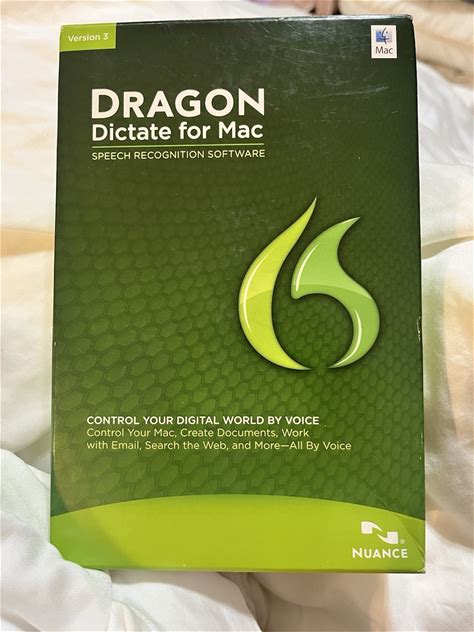 Version 3
Mac
DRAGON
Dictate for Mac
SPEECH RECOGNITION SOFTWARE
CONTROL YOUR DIGITAL WORLD BY VOICE
Control Your Mac, Create Documents, Work
with Email, Search the Web, and More—All By Voice
NUANCE